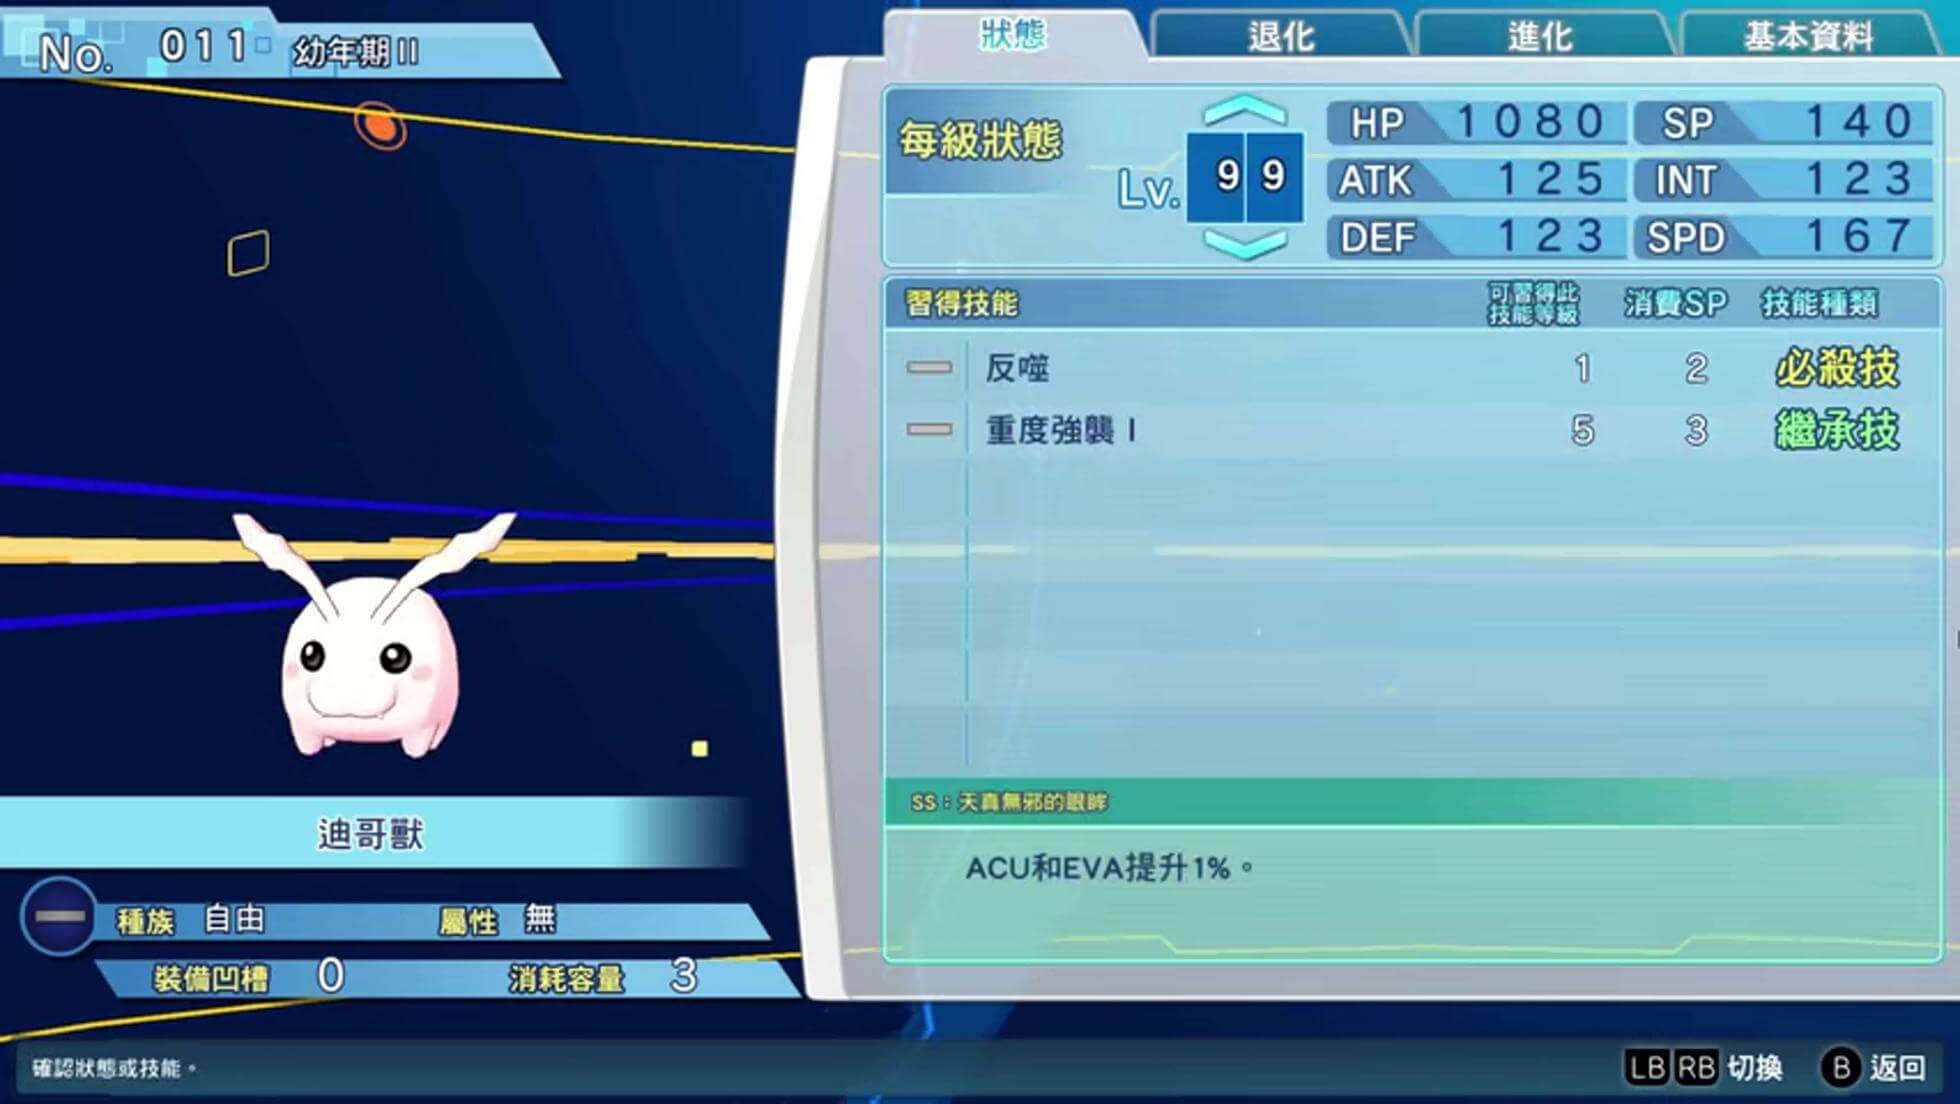 No. 011 幼年期II
狀態 退化 進化 基本資料
每級狀態
Lv. 99
HP 1080 SP 140
ATK 125 INT 123
DEF 123 SPD 167
習得技能 可習得此技能等級 消費SP 技能種類
反噬 1 2 必殺技
重度強襲 I 5 3 繼承技
SS：天真無邪的眼眸
ACU和EVA提升1%。
迪哥獸
種族 自由 屬性 無
裝備凹槽 0 消耗容量 3
確認狀態或技能。
LB RB 切換 B 返回